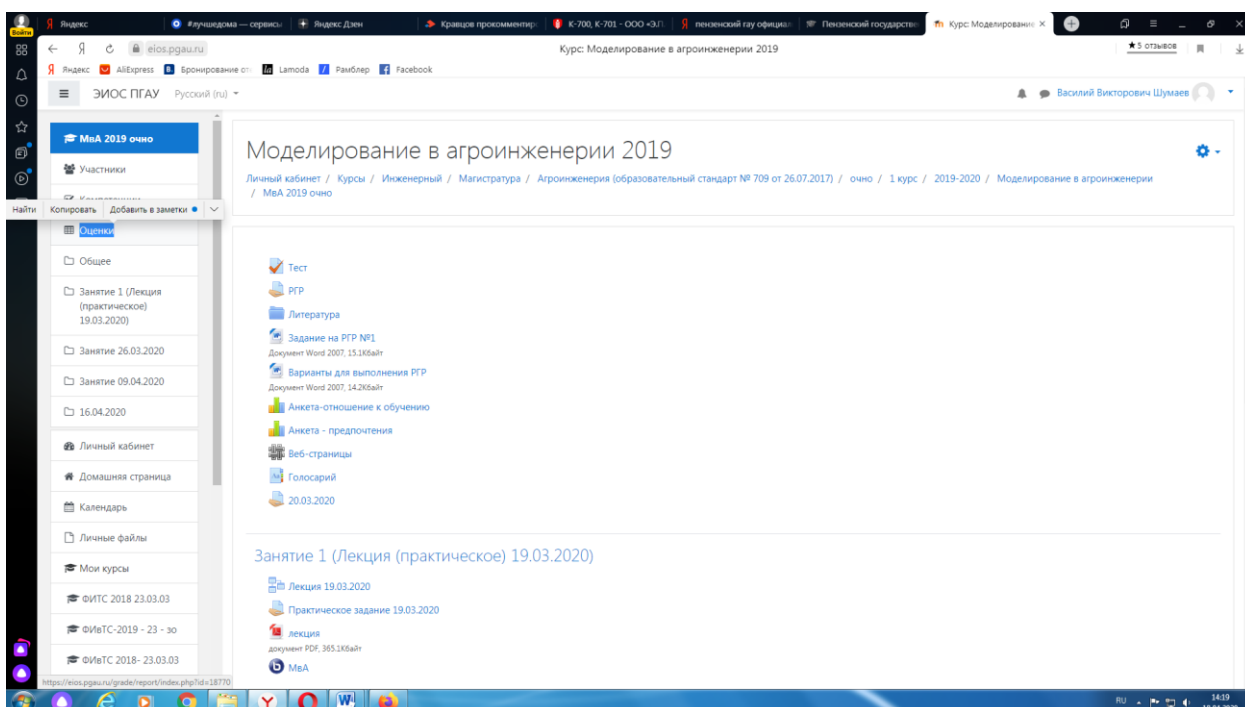 Войти
Яндекс
#лучшедома — сервисы
Яндекс Дзен
Кравцов прокомментир
К-700, К-701 - ООО «Э.П.
пензенский гау официал
Пензенский государстве
Курс: Моделирование
eios.pgau.ru
Курс: Моделирование в агроинженерии 2019
★5 отзывов
Яндекс
AliExpress
Бронирование от
Lamoda
Рамблер
Facebook
ЭИОС ПГАУ
Русский (ru)
Василий Викторович Шумаев
МвА 2019 очно
Участники
Компетенции
Найти
Копировать
Добавить в заметки
Оценки
Общее
Занятие 1 (Лекция
(практическое)
19.03.2020)
Занятие 26.03.2020
Занятие 09.04.2020
16.04.2020
Личный кабинет
Домашняя страница
Календарь
Личные файлы
Мои курсы
ФИТС 2018 23.03.03
ФИвТС-2019 - 23 - зо
ФИвТС 2018- 23.03.03
https://eios.pgau.ru/grade/report/index.php?id=18770
Моделирование в агроинженерии 2019
Личный кабинет / Курсы / Инженерный / Магистратура / Агроинженерия (образовательный стандарт № 709 от 26.07.2017) / очно / 1 курс / 2019-2020 / Моделирование в агроинженерии
/ МвА 2019 очно
Тест
РГР
Литература
Задание на РГР №1
Документ Word 2007, 15.1Кбайт
Варианты для выполнения РГР
Документ Word 2007, 14.2Кбайт
Анкета-отношение к обучению
Анкета - предпочтения
Веб-страницы
Голосарий
20.03.2020
Занятие 1 (Лекция (практическое) 19.03.2020)
Лекция 19.03.2020
Практическое задание 19.03.2020
лекция
документ PDF, 365.1Кбайт
МвА
RU
14:19